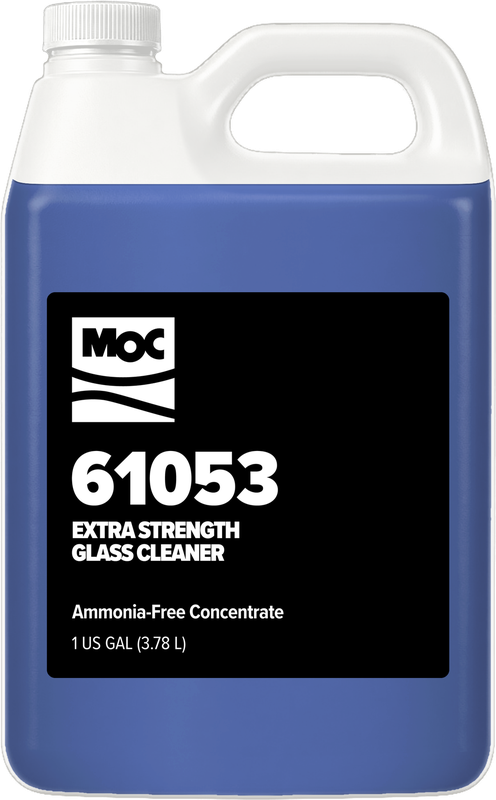 MOC
61053
EXTRA STRENGTH
GLASS CLEANER
Ammonia-Free Concentrate
1 US GAL (3.78 L)